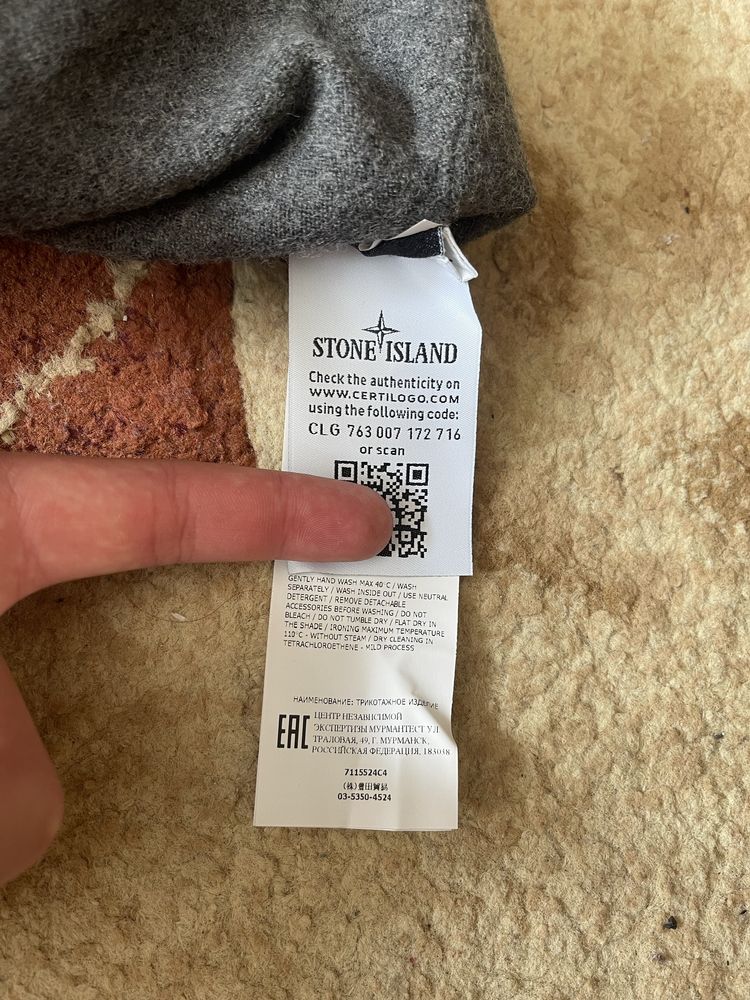 STONE ISLAND
Check the authenticity on
WWW.CERTILOGO.COM
using the following code:
CLG 763 007 172 716
or scan
GENTLY HAND WASH MAX 40°C / WASH
SEPARATELY / WASH INSIDE OUT / USE NEUTRAL
DETERGENT / REMOVE DETACHABLE
ACCESSORIES BEFORE WASHING / DO NOT
BLEACH / DO NOT TUMBLE DRY / FLAT DRY IN
THE SHADE / IRONING MAXIMUM TEMPERATURE
110°C - WITHOUT STEAM / DRY CLEANING IN
TETRACHLOROETHENE - MILD PROCESS
НАИМЕНОВАНИЕ: ТРИКОТАЖНОЕ ИЗДЕЛИЕ
EAC
ЦЕНТР НЕЗАВИСИМОЙ
ЭКСПЕРТИЗЫ МУРМАНТЕСТ УЛ
ТРАЛОВАЯ, 49, Г. МУРМАНСК,
РОССИЙСКАЯ ФЕДЕРАЦИЯ, 183038
7115524C4
(株)豊田貿易
03-5350-4524